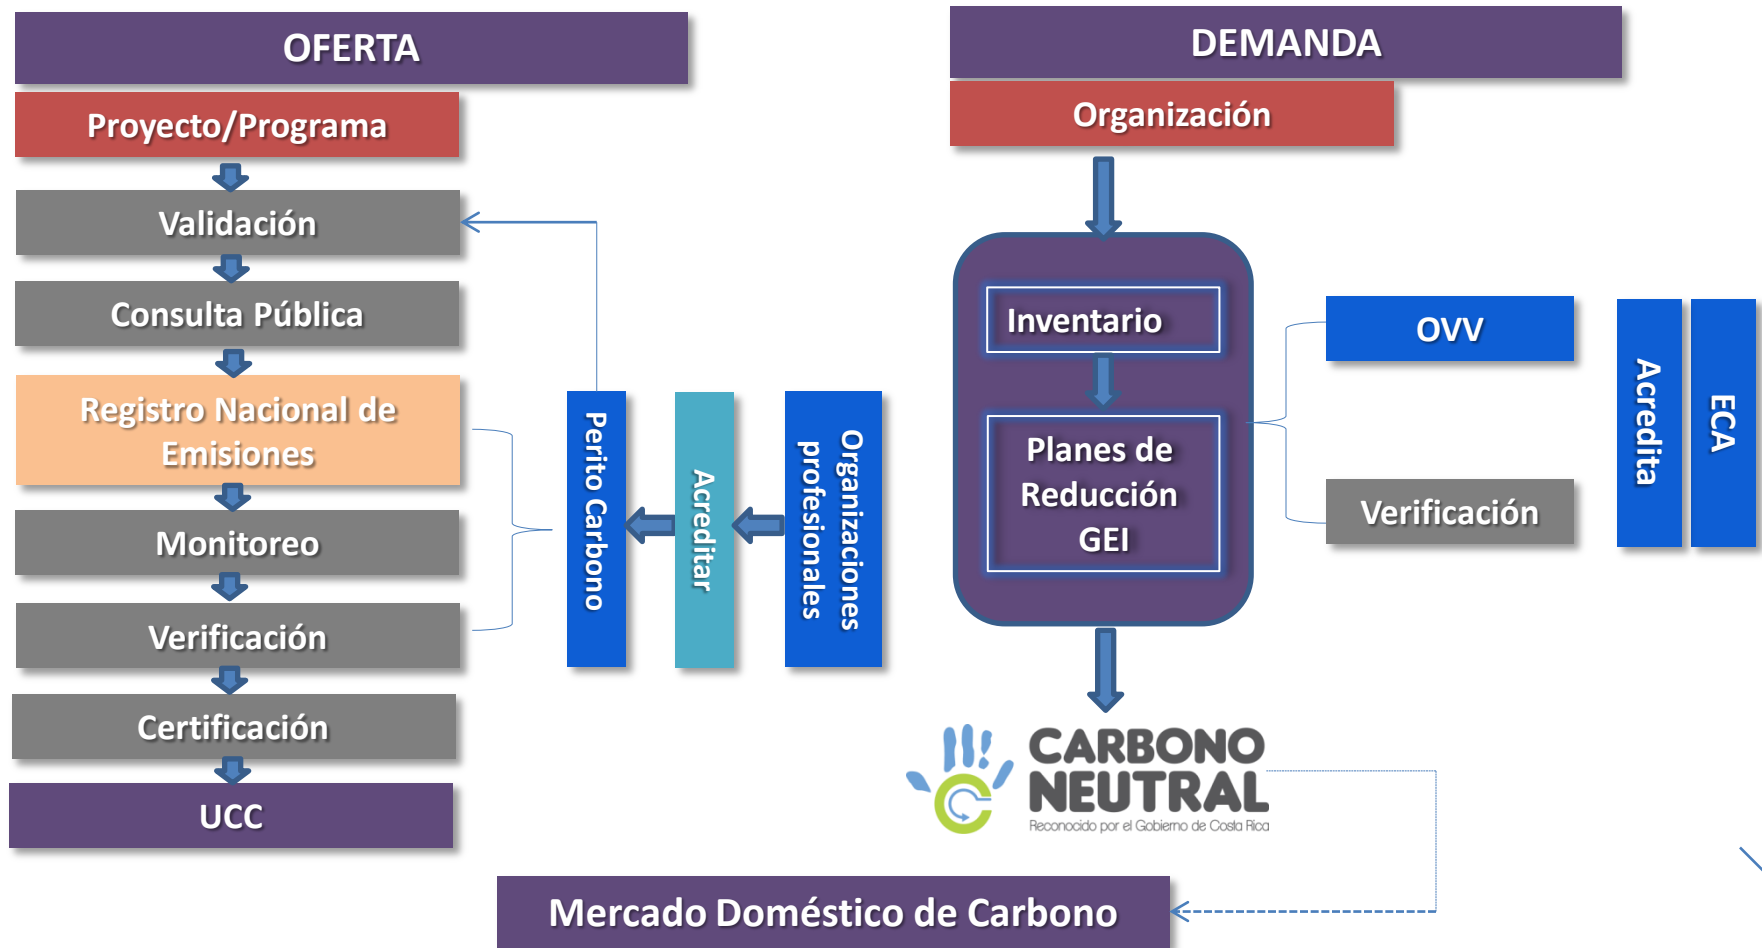 OFERTA
Proyecto/Programa
Validación
Consulta Pública
Registro Nacional de
Emisiones
Monitoreo
Verificación
Certificación
UCC
Perito Carbono
Acreditar
Organizaciones
profesionales
DEMANDA
Organización
Inventario
Planes de
Reducción
GEI
OVV
Verificación
Acredita
ECA
CARBONO
NEUTRAL
Reconocido por el Gobierno de Costa Rica
Mercado Doméstico de Carbono